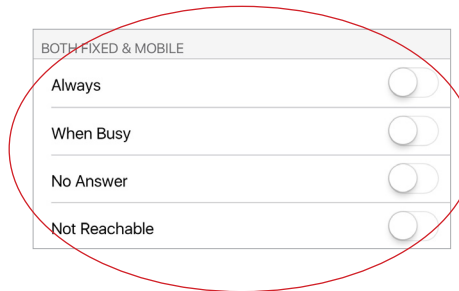 BOTH FIXED & MOBILE
Always
When Busy
No Answer
Not Reachable